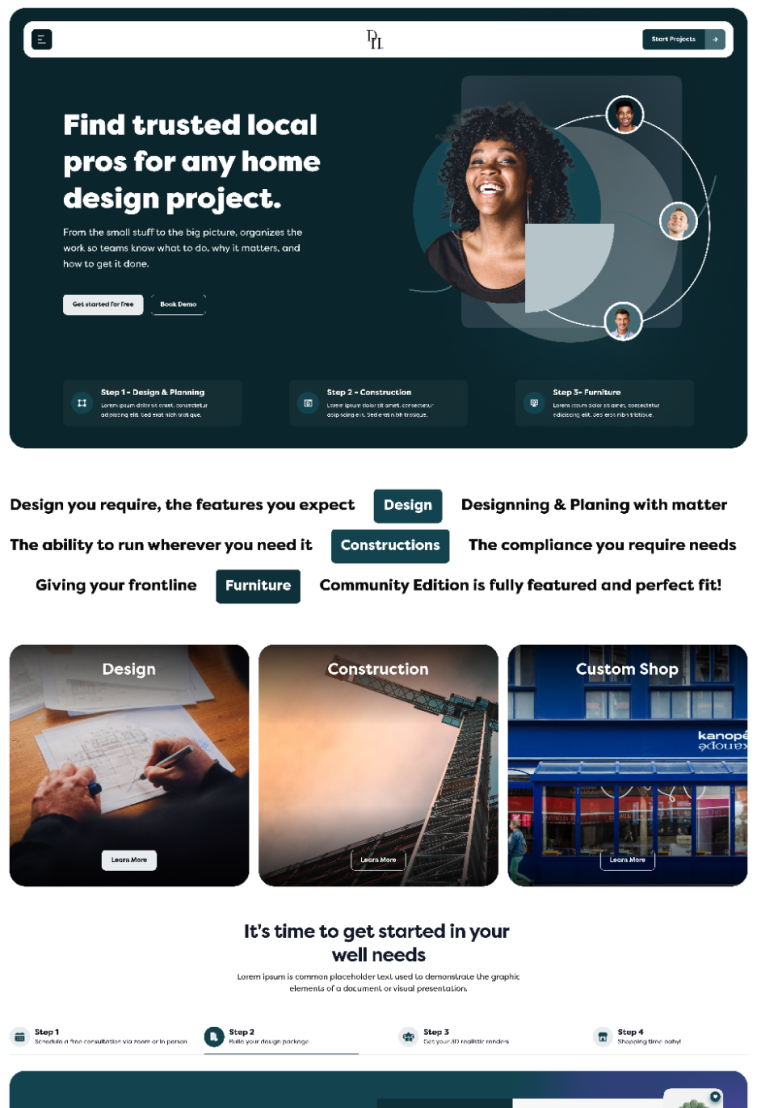 DH.
Start Projects
Find trusted local
pros for any home
design project.
From the small stuff to the big picture, organizes the
work so teams know what to do, why it matters, and
how to get it done.
Get started for free
Book Demo
Step 1 - Design & Planning
Lorem ipsum dolor sit amet, consectetur
adipiscing elit. Sed erat nibh tristique.
Step 2 - Construction
Lorem ipsum dolor sit amet, consectetur
adipiscing elit. Sed erat nibh tristique.
Step 3- Furniture
Lorem ipsum dolor sit amet, consectetur
adipiscing elit. Sed erat nibh tristique.
Design you require, the features you expect Design Designning & Planing with matter
The ability to run wherever you need it Constructions The compliance you require needs
Giving your frontline Furniture Community Edition is fully featured and perfect fit!
Design
Learn More
Construction
Learn More
Custom Shop
kanopé
kanopé
Learn More
It's time to get started in your
well needs
Lorem ipsum is common placeholder text used to demonstrate the graphic
elements of a document or visual presentation.
Step 1
Schedule a free consultation via zoom or in person
Step 2
Build your design package
Step 3
Get your 3D realistic renders
Step 4
Shopping time baby!